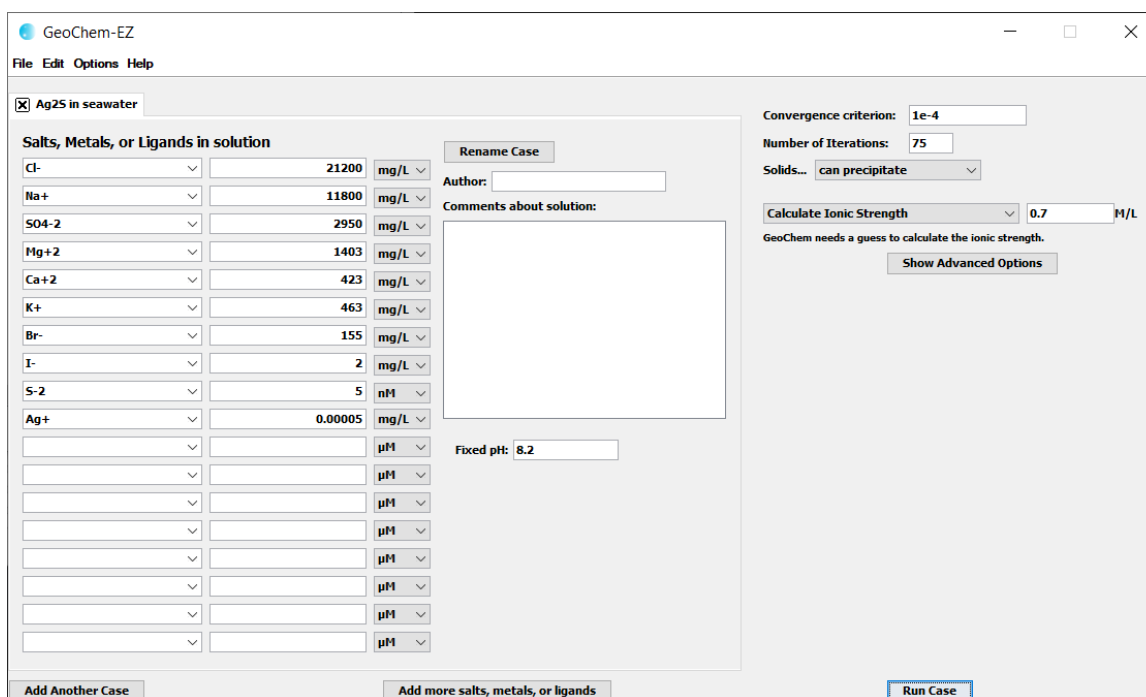 GeoChem-EZ
File Edit Options Help
Ag2S in seawater
Salts, Metals, or Ligands in solution
Cl- 21200 mg/L
Na+ 11800 mg/L
SO4-2 2950 mg/L
Mg+2 1403 mg/L
Ca+2 423 mg/L
K+ 463 mg/L
Br- 155 mg/L
I- 2 mg/L
S-2 5 nM
Ag+ 0.00005 mg/L
µM
µM
µM
µM
µM
µM
µM
µM
Rename Case
Author:
Comments about solution:
Fixed pH: 8.2
Convergence criterion: 1e-4
Number of Iterations: 75
Solids... can precipitate
Calculate Ionic Strength 0.7 M/L
GeoChem needs a guess to calculate the ionic strength.
Show Advanced Options
Add Another Case
Add more salts, metals, or ligands
Run Case